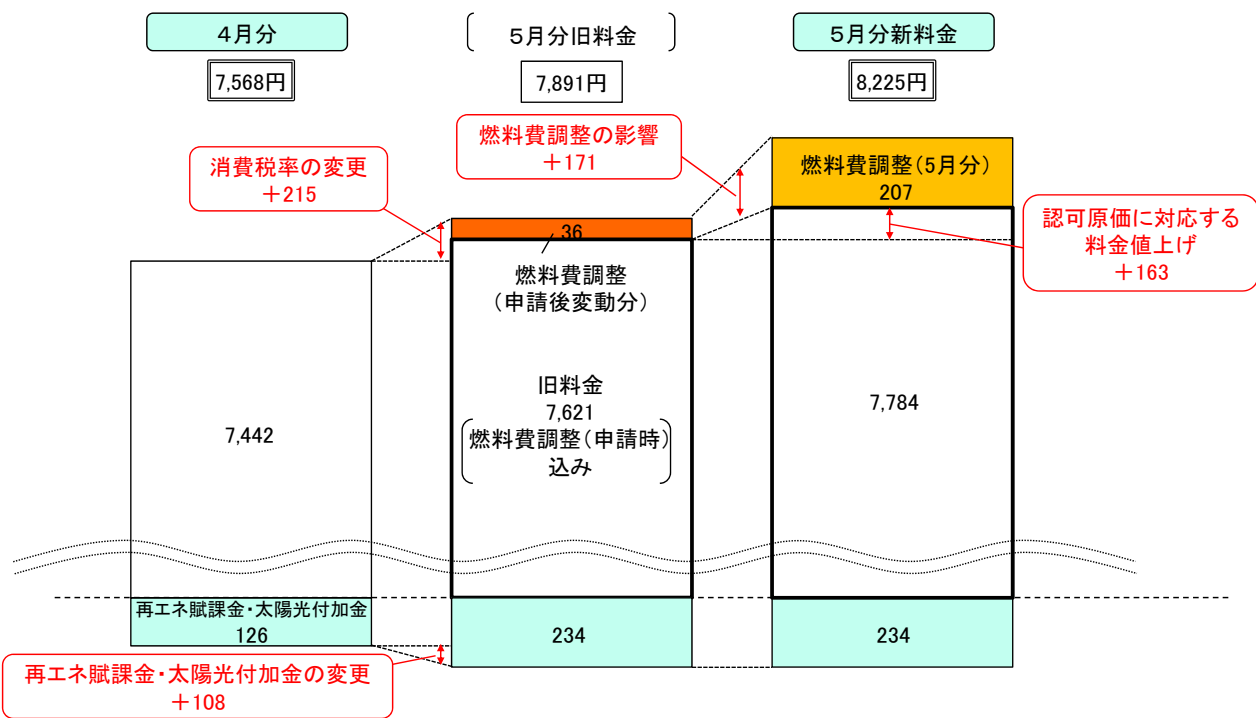 4月分
5月分旧料金
5月分新料金
7,568円
7,891円
8,225円
消費税率の変更
+215
燃料費調整の影響
+171
燃料費調整(5月分)
207
認可原価に対応する
料金値上げ
+163
36
燃料費調整
(申請後変動分)
旧料金
7,621
燃料費調整(申請時)
込み
7,442
7,784
再エネ賦課金・太陽光付加金
126
234
234
再エネ賦課金・太陽光付加金の変更
+108